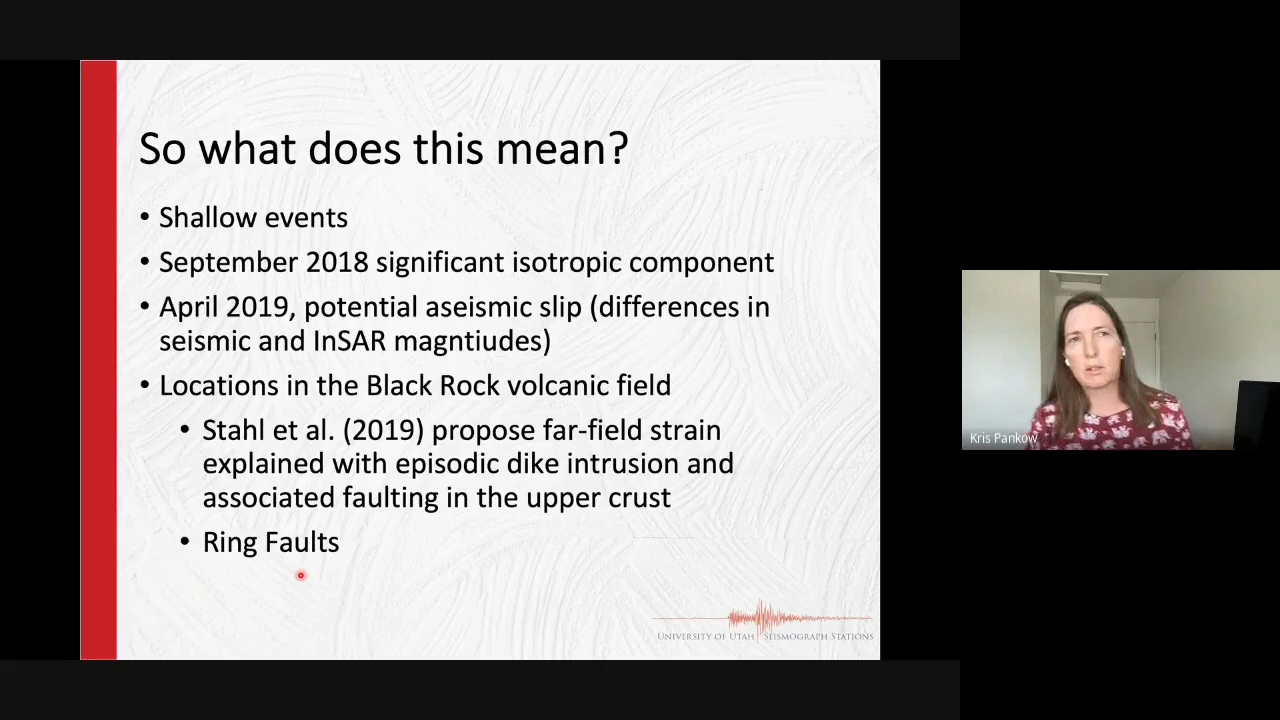 So what does this mean?
• Shallow events
• September 2018 significant isotropic component
• April 2019, potential aseismic slip (differences in
seismic and InSAR magntiudes)
• Locations in the Black Rock volcanic field
• Stahl et al. (2019) propose far-field strain
explained with episodic dike intrusion and
associated faulting in the upper crust
• Ring Faults
University of Utah Seismograph Stations
Kris Pankow